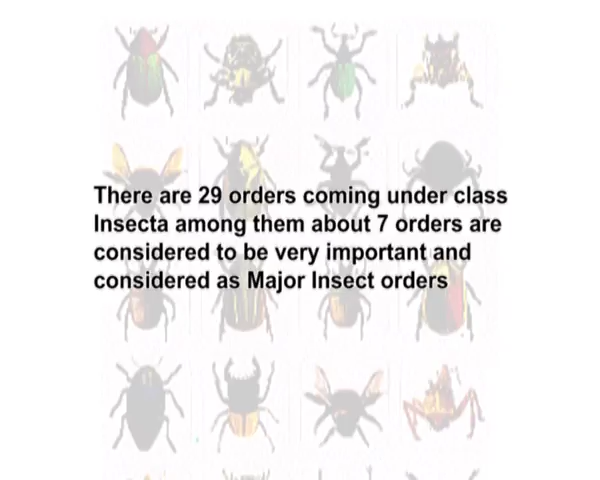 There are 29 orders coming under class
Insecta among them about 7 orders are
considered to be very important and
considered as Major Insect orders